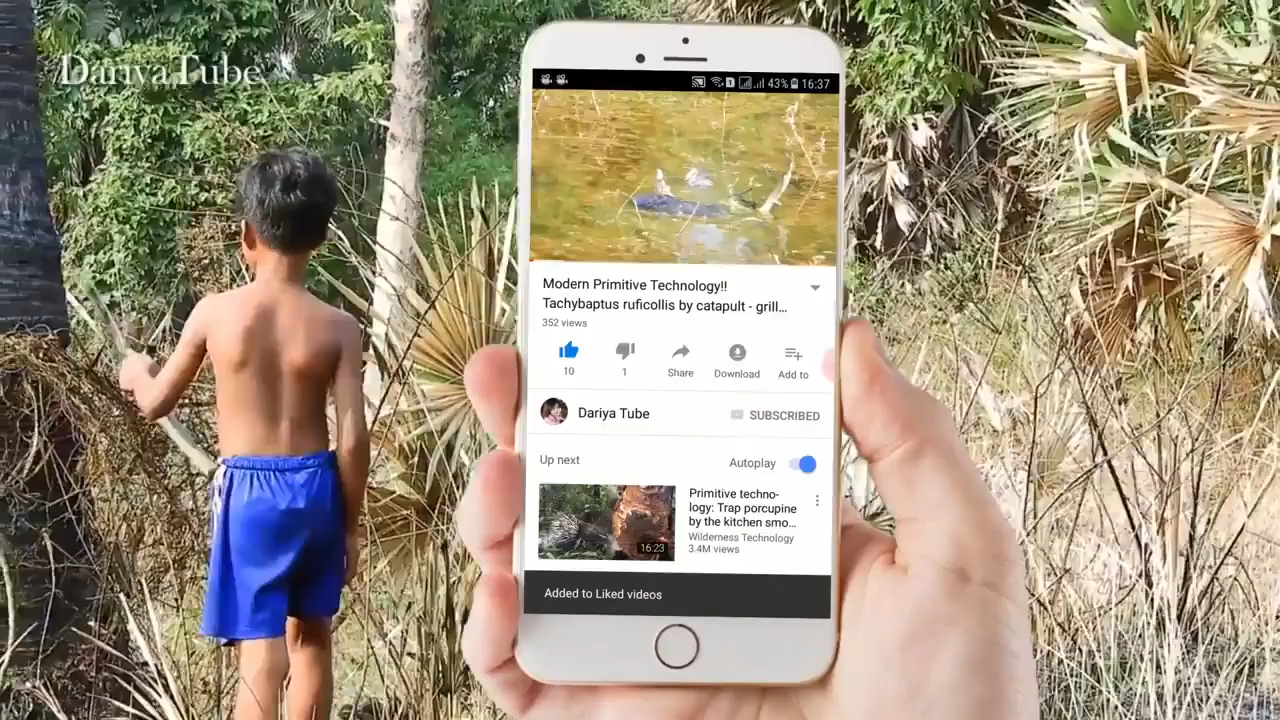 Dariya Tube
43% 16:37
Modern Primitive Technology!!
Tachybaptus ruficollis by catapult - grill...
352 views
10
1
Share
Download
Add to
Dariya Tube
SUBSCRIBED
Up next
Autoplay
Primitive techno-
logy: Trap porcupine
by the kitchen smo...
Wilderness Technology
3.4M views
16:23
Added to Liked videos